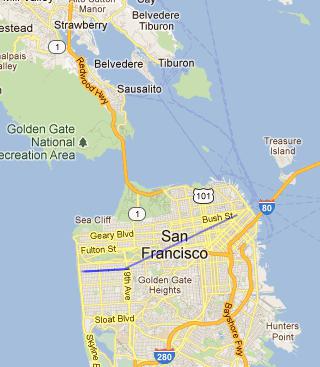 Manor
Strawberry
Belvedere
Tiburon
1
Valley
Redwood Hwy
Belvedere
Tiburon
Sausalito
Golden Gate
National
Recreation Area
Treasure
Island
101
80
1
Sea Cliff
Bush St
Geary Blvd
San
Francisco
Fulton St
19th Ave
Golden Gate
Heights
Bayshore Fwy
Sloat Blvd
Skyline B
Hunters
Point
280